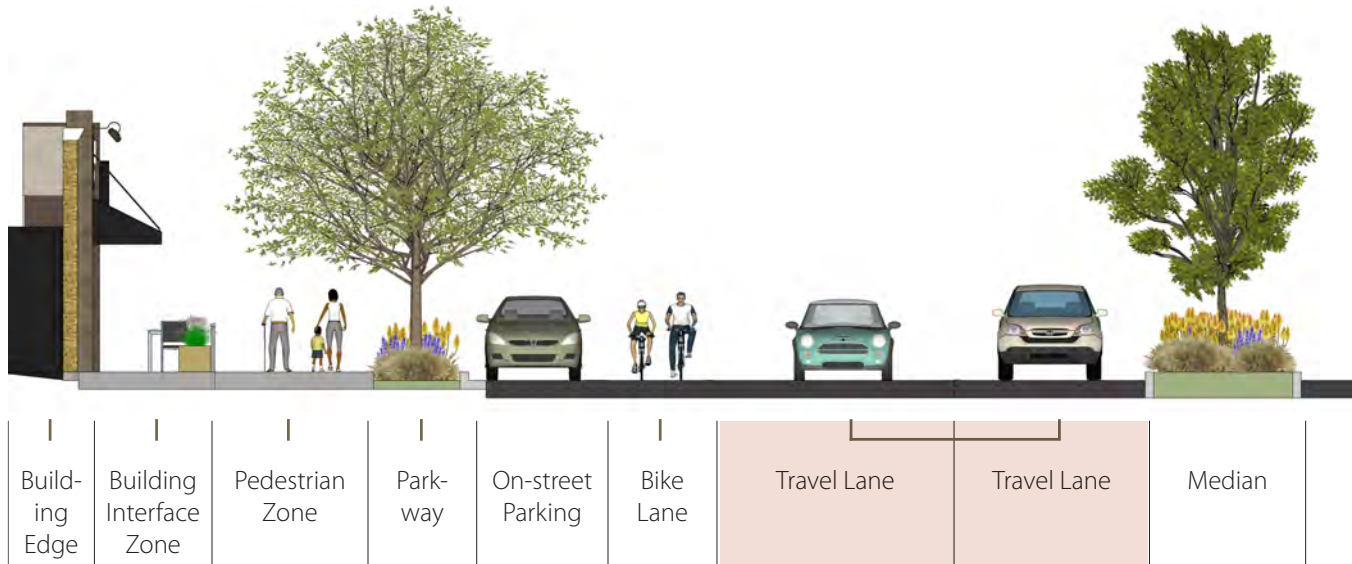 Build-
ing
Edge
Building
Interface
Zone
Pedestrian
Zone
Park-
way
On-street
Parking
Bike
Lane
Travel Lane
Travel Lane
Median